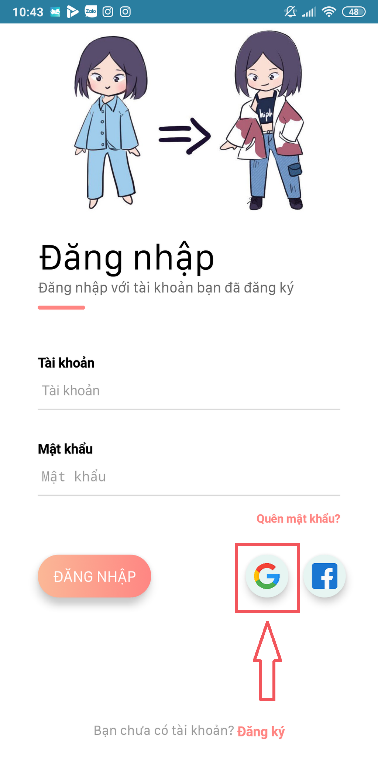 10:43
Zalo
48
Đăng nhập
Đăng nhập với tài khoản bạn đã đăng ký
Tài khoản
Tài khoản
Mật khẩu
Mật khẩu
Quên mật khẩu?
ĐĂNG NHẬP
Bạn chưa có tài khoản? Đăng ký